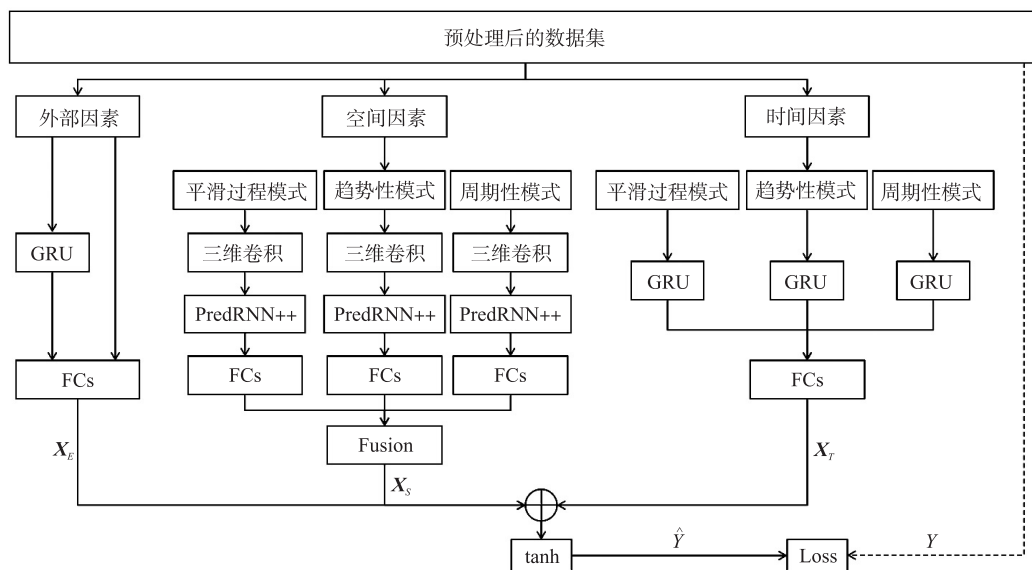 预处理后的数据集
外部因素 空间因素 时间因素
平滑过程模式 趋势性模式 周期性模式 平滑过程模式 趋势性模式 周期性模式
GRU 三维卷积 三维卷积 三维卷积 GRU GRU GRU
PredRNN++ PredRNN++ PredRNN++
FCs FCs FCs FCs FCs
Fusion
X_E X_S X_T
tanh Ŷ Loss Y